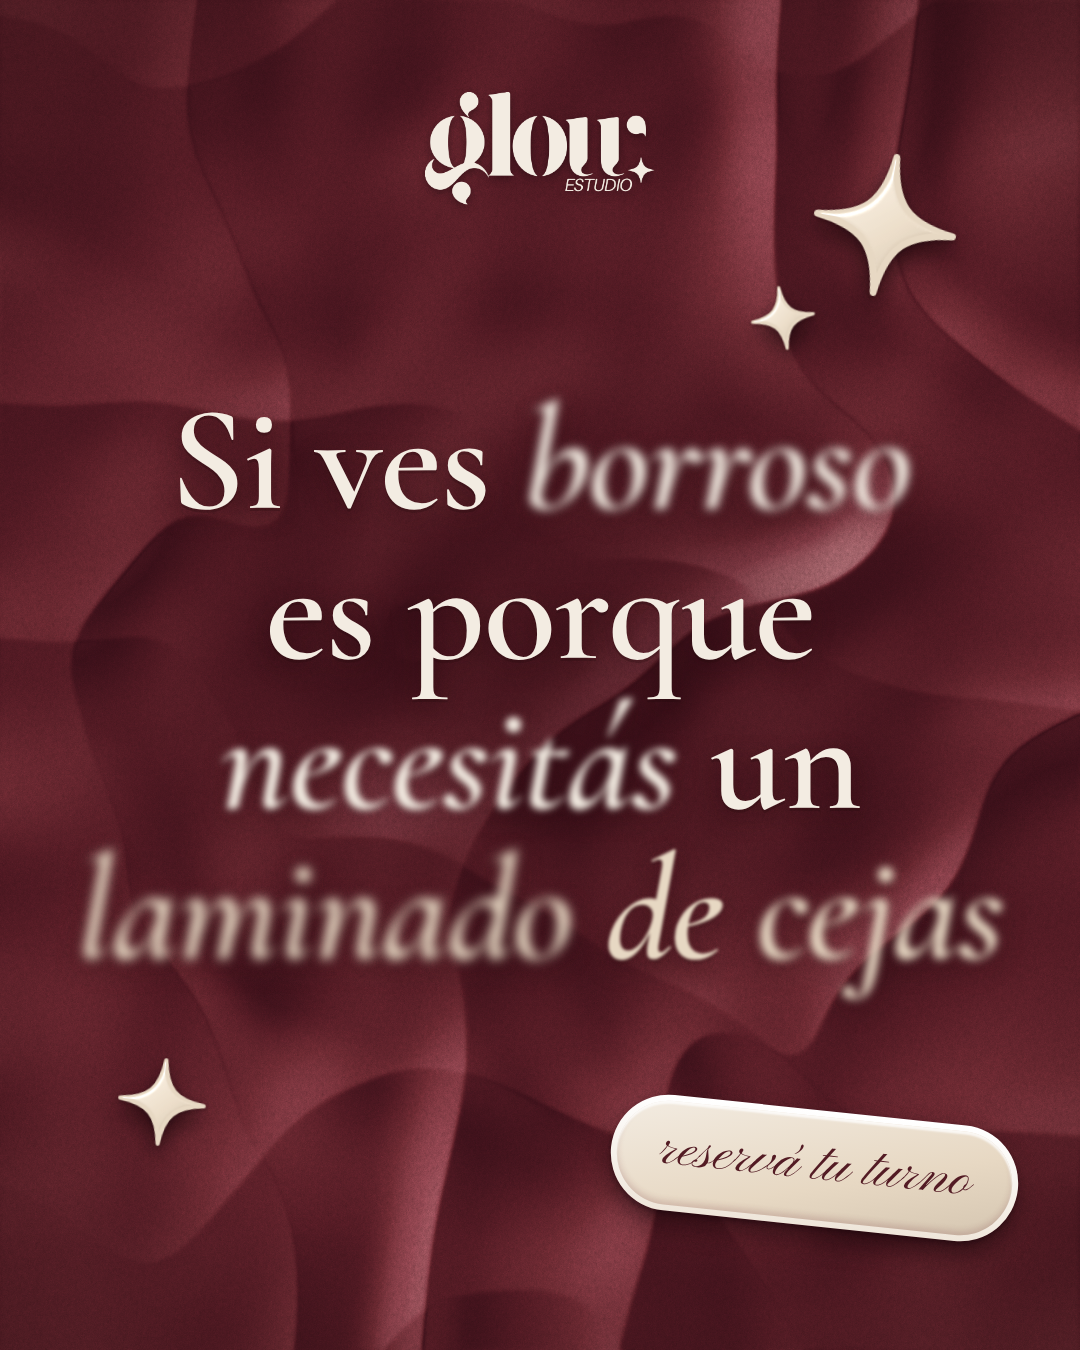 glow
ESTUDIO
Si ves borroso
es porque
necesitás un
laminado de cejas
reservá tu turno